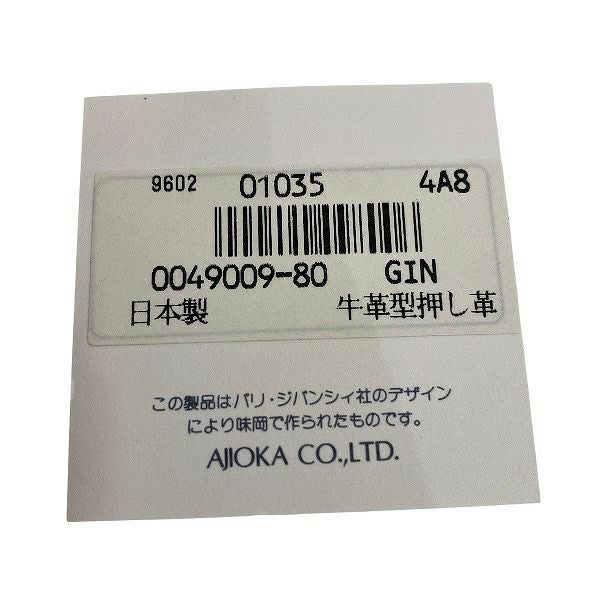 9602 01035 4A8
0049009-80 GIN
日本製 牛革型押し革
この製品はパリ・ジバンシィ社のデザイン
により味岡で作られたものです。
AJIOKA CO.,LTD.